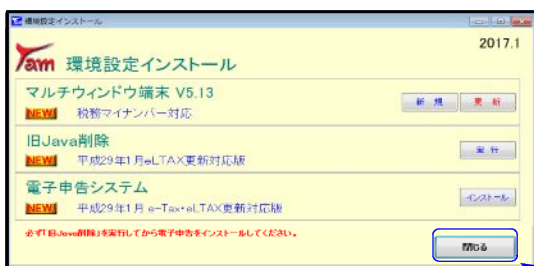 環境設定インストール
2017.1
Yam 環境設定インストール
マルチウィンドウ端末 V5.13
新規 更新
NEW! 税務マイナンバー対応
旧Java削除
実行
NEW! 平成29年1月eLTAX更新対応版
電子申告システム
インストール
NEW! 平成29年1月 e-Tax・eLTAX更新対応版
必ず「旧Java削除」を実行してから電子申告をインストールしてください。
閉じる